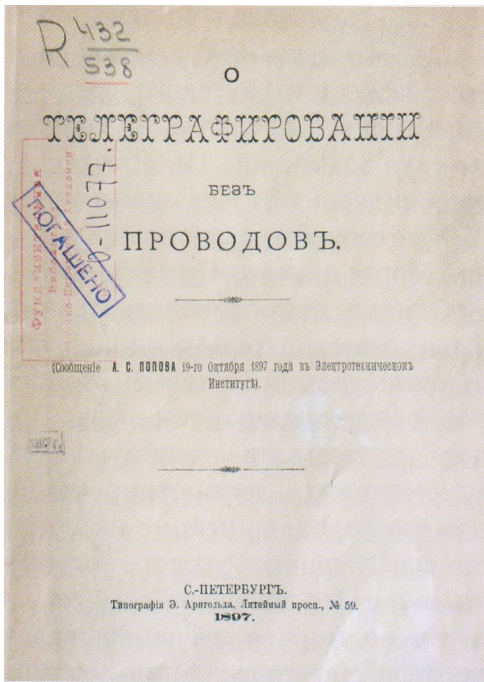 R 432
538
О
ТЕЛЕГРАФИРОВАНІИ
БЕЗЪ
ПРОВОДОВЪ.
ПОГАШЕНО
11077
(Сообщеніе А. С. ПОПОВА 19-го Октября 1897 года въ Электротехническомъ
Институтѣ).
С.-ПЕТЕРБУРГЪ.
Типографія Э. Арнгольда, Литейный просп., № 59.
1897.